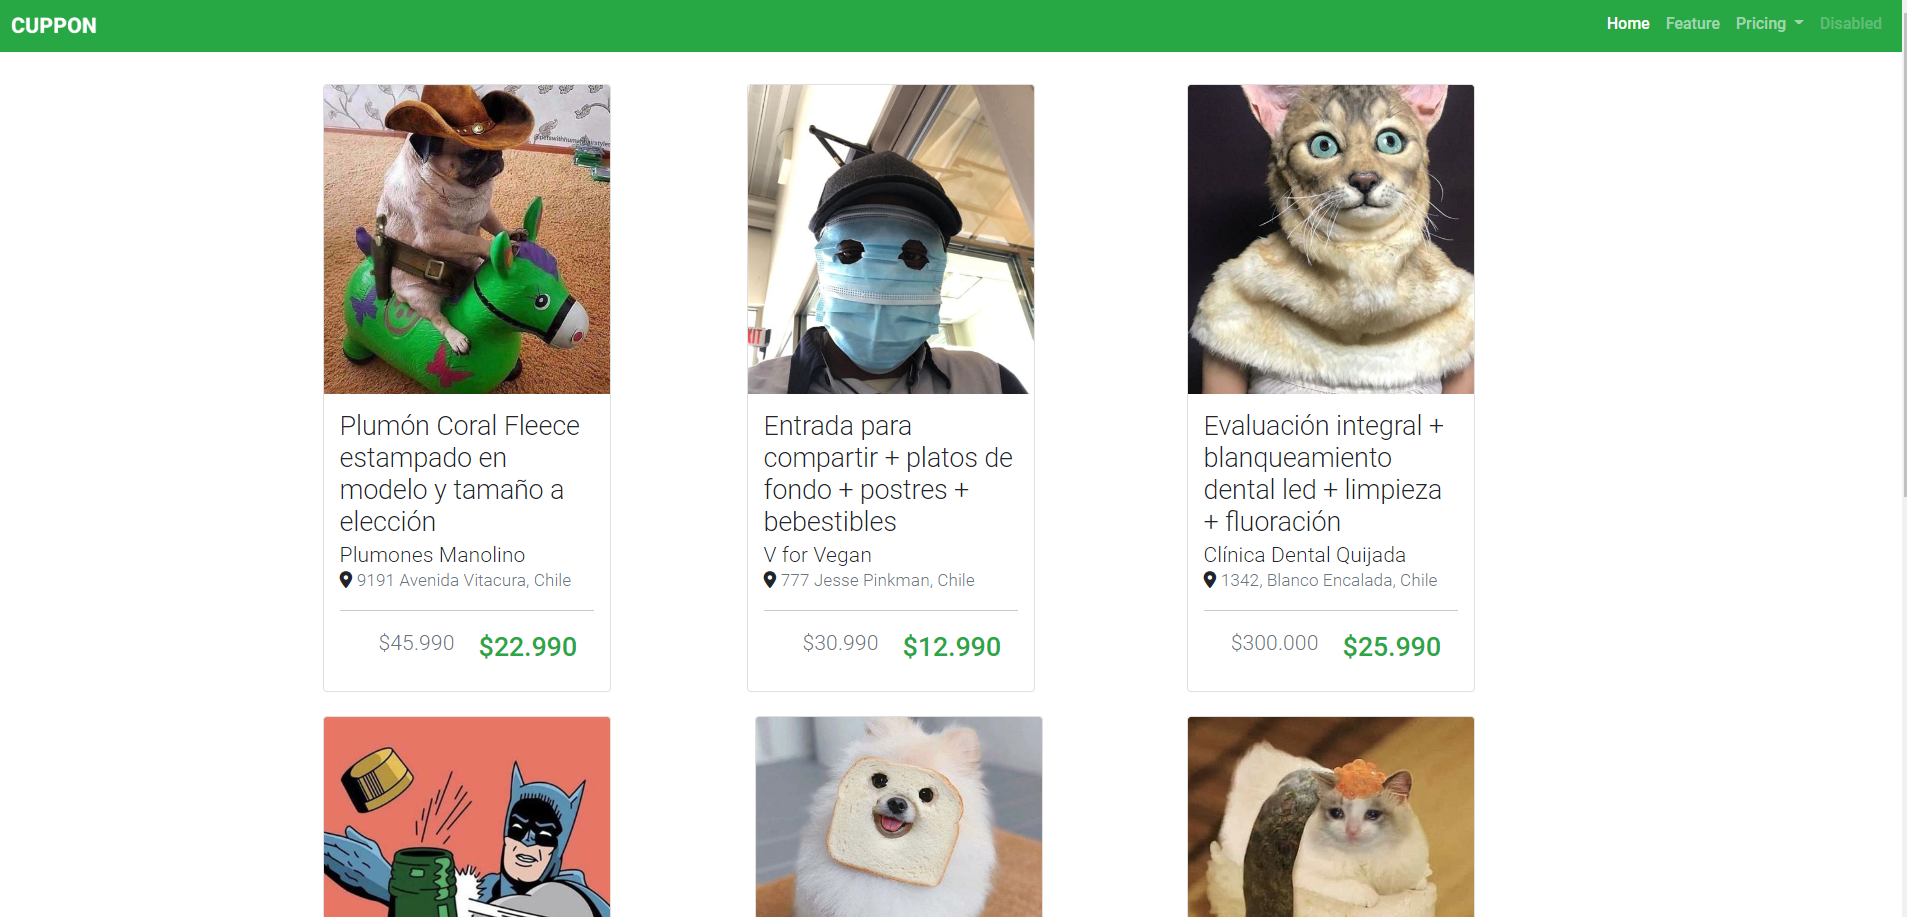 CUPPON
Home Feature Pricing Disabled
Plumón Coral Fleece
estampado en
modelo y tamaño a
elección
Plumones Manolino
9191 Avenida Vitacura, Chile
$45.990 $22.990
Entrada para
compartir + platos de
fondo + postres +
bebestibles
V for Vegan
777 Jesse Pinkman, Chile
$30.990 $12.990
Evaluación integral +
blanqueamiento
dental led + limpieza
+ fluoración
Clínica Dental Quijada
1342, Blanco Encalada, Chile
$300.000 $25.990